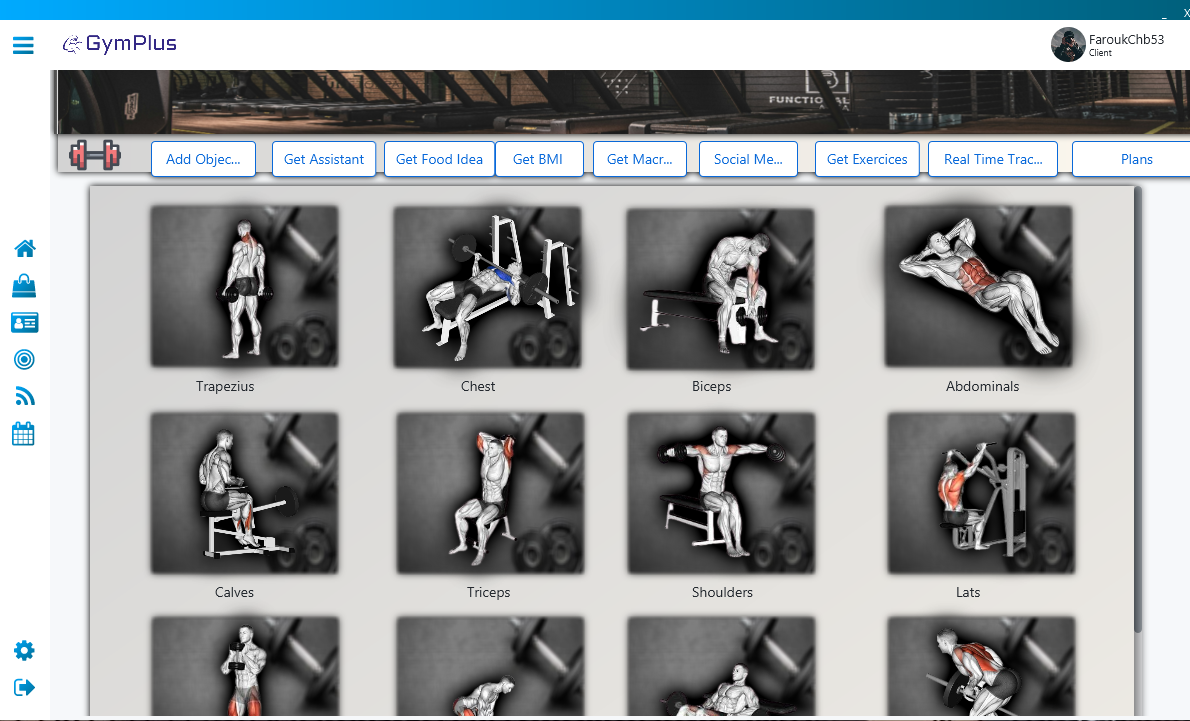 _ X
GymPlus
FaroukChb53
Client
FUNCTIONAL
Add Objec... Get Assistant Get Food Idea Get BMI Get Macr... Social Me... Get Exercices Real Time Trac... Plans
Trapezius Chest Biceps Abdominals
Calves Triceps Shoulders Lats